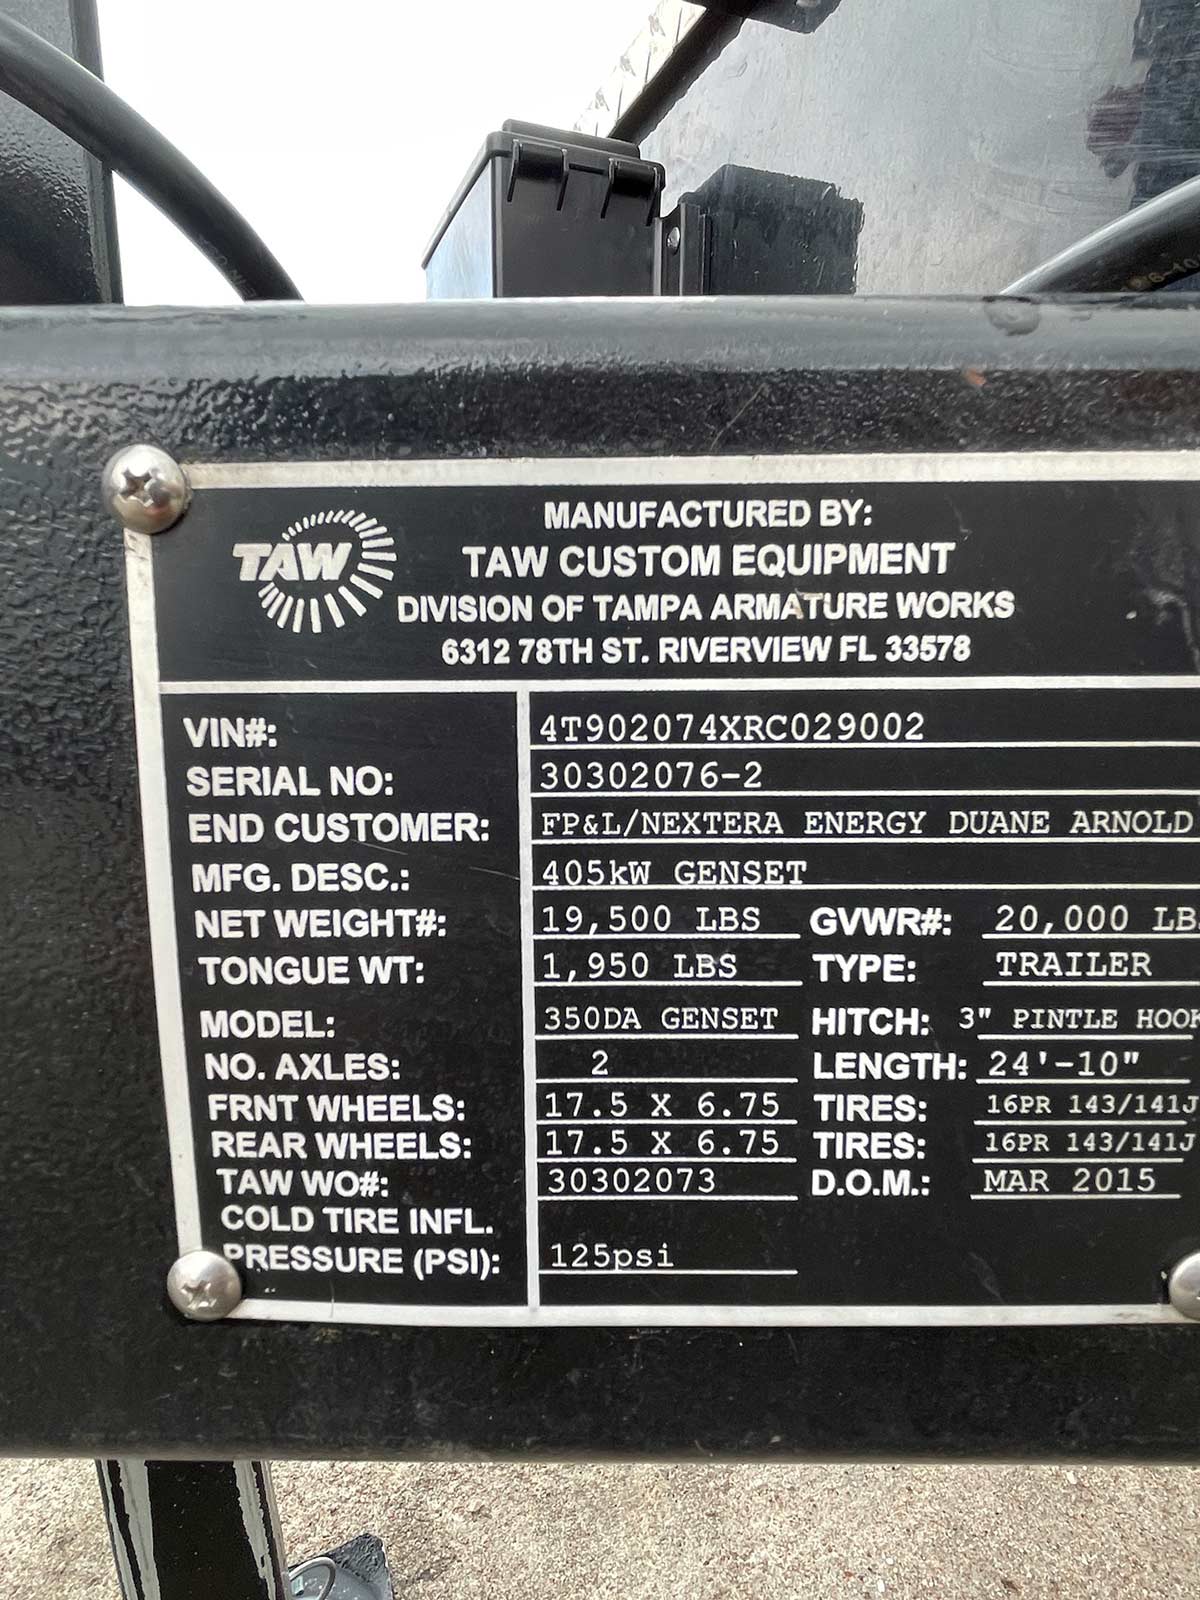 TAW
MANUFACTURED BY:
TAW CUSTOM EQUIPMENT
DIVISION OF TAMPA ARMATURE WORKS
6312 78TH ST. RIVERVIEW FL 33578
VIN#: 4T902074XRC029002
SERIAL NO: 30302076-2
END CUSTOMER: FP&L/NEXTERA ENERGY DUANE ARNOLD
MFG. DESC.: 405kW GENSET
NET WEIGHT#: 19,500 LBS GVWR#: 20,000 LB
TONGUE WT: 1,950 LBS TYPE: TRAILER
MODEL: 350DA GENSET HITCH: 3" PINTLE HOOK
NO. AXLES: 2 LENGTH: 24'-10"
FRNT WHEELS: 17.5 X 6.75 TIRES: 16PR 143/141J
REAR WHEELS: 17.5 X 6.75 TIRES: 16PR 143/141J
TAW WO#: 30302073 D.O.M.: MAR 2015
COLD TIRE INFL.
PRESSURE (PSI): 125psi